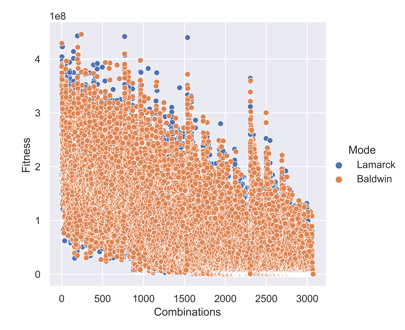 1e8
4
3
2
1
0
Fitness
0 500 1000 1500 2000 2500 3000
Combinations
Mode
Lamarck
Baldwin